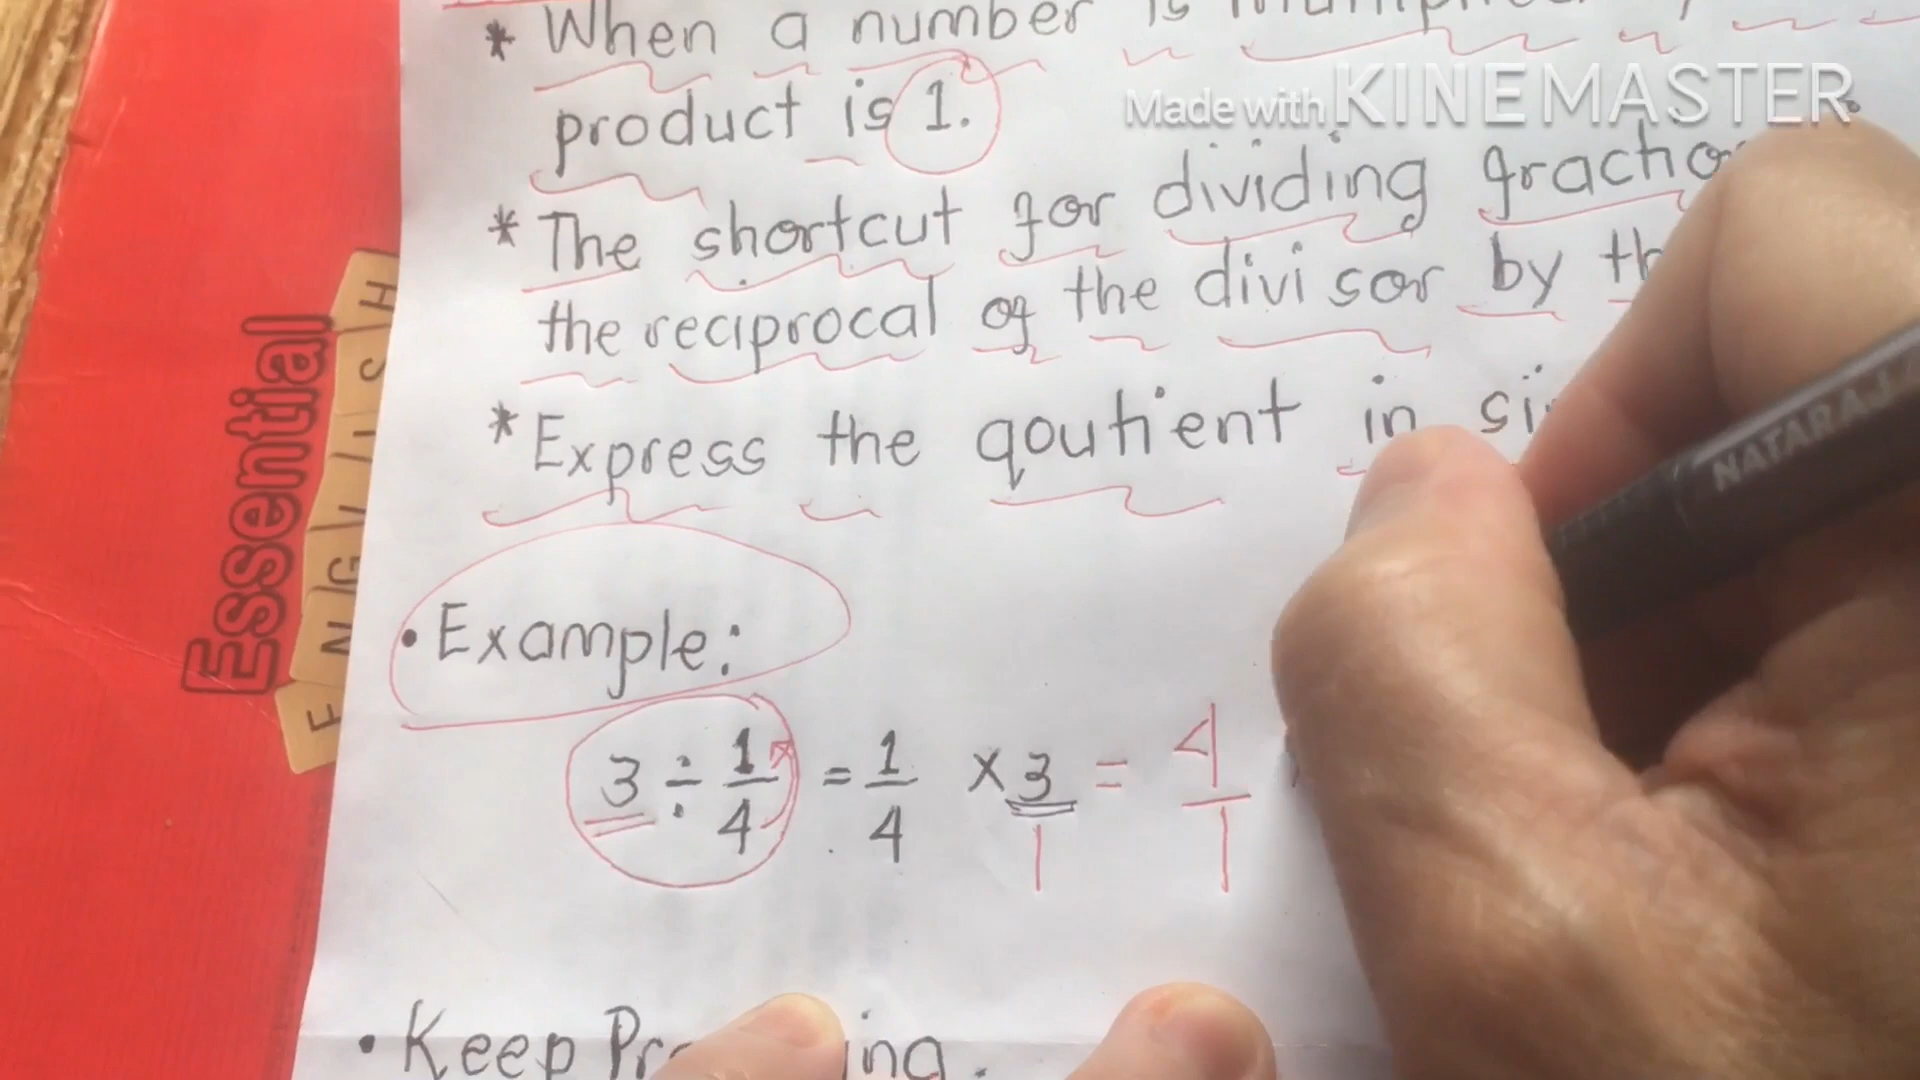 * When a number is
product is 1.
Made with KINEMASTER
* The shortcut for dividing
the reciprocal of the divisor by
* Express the qoutient in
• Example:
3 ÷ 1/4 = 1/4 × 3/1 = 4/1
• Keep
Essential
ENGLISH
NATARAJ